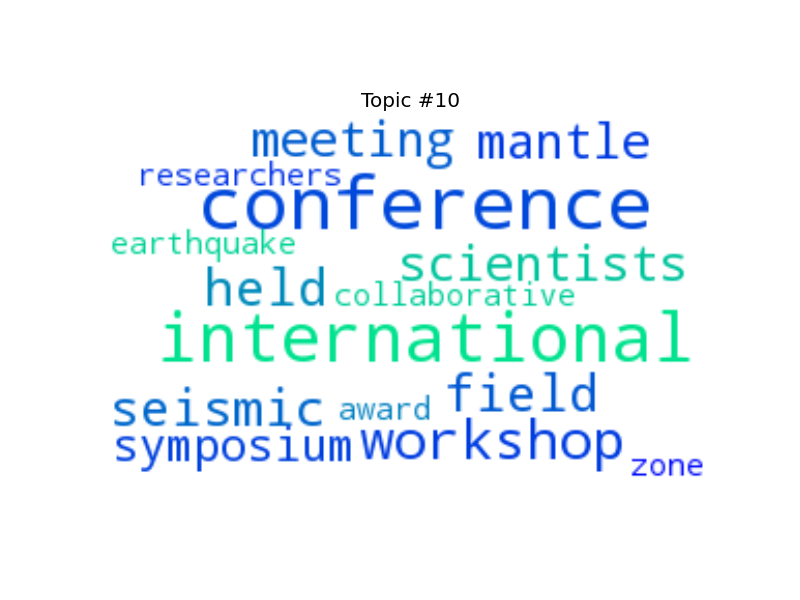 Topic #10
meeting mantle
researchers
conference
earthquake
scientists
held collaborative
international
seismic award field
symposium workshop
zone